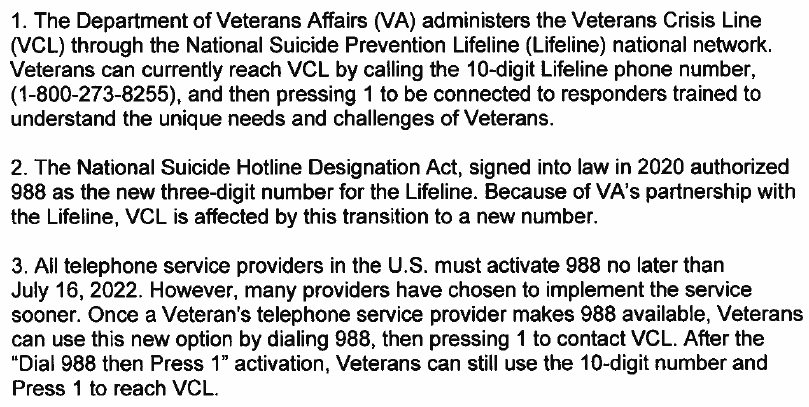 1. The Department of Veterans Affairs (VA) administers the Veterans Crisis Line
(VCL) through the National Suicide Prevention Lifeline (Lifeline) national network.
Veterans can currently reach VCL by calling the 10-digit Lifeline phone number,
(1-800-273-8255), and then pressing 1 to be connected to responders trained to
understand the unique needs and challenges of Veterans.
2. The National Suicide Hotline Designation Act, signed into law in 2020 authorized
988 as the new three-digit number for the Lifeline. Because of VA's partnership with
the Lifeline, VCL is affected by this transition to a new number.
3. All telephone service providers in the U.S. must activate 988 no later than
July 16, 2022. However, many providers have chosen to implement the service
sooner. Once a Veteran's telephone service provider makes 988 available, Veterans
can use this new option by dialing 988, then pressing 1 to contact VCL. After the
"Dial 988 then Press 1" activation, Veterans can still use the 10-digit number and
Press 1 to reach VCL.